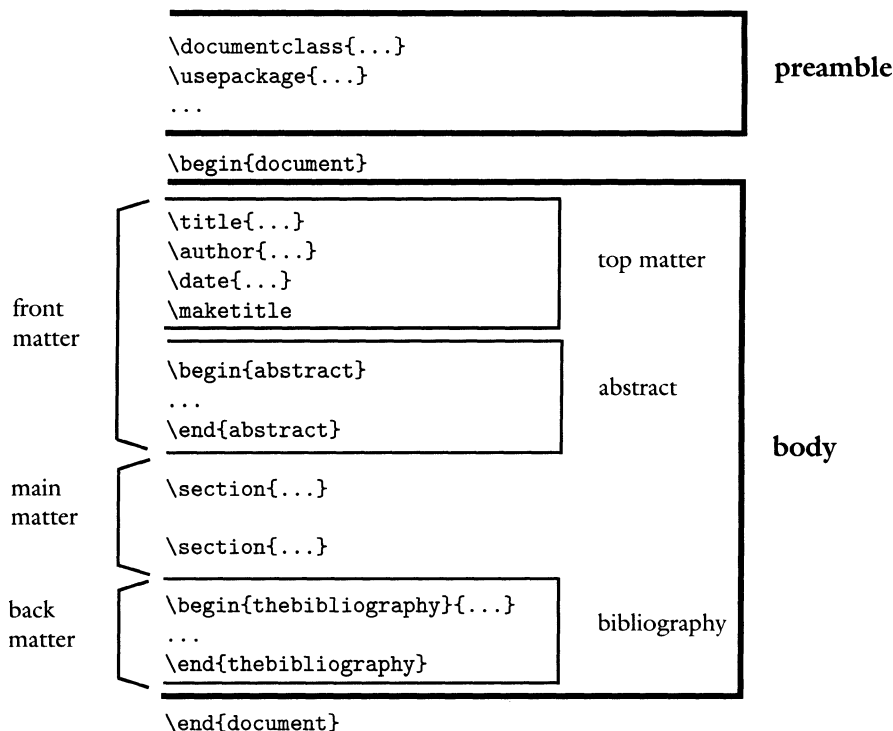 \documentclass{...}
\usepackage{...}
...
preamble
\begin{document}
\title{...}
\author{...}
\date{...}
\maketitle
top matter
front
matter
\begin{abstract}
...
\end{abstract}
abstract
body
main
matter
\section{...}
\section{...}
back
matter
\begin{thebibliography}{...}
...
\end{thebibliography}
bibliography
\end{document}